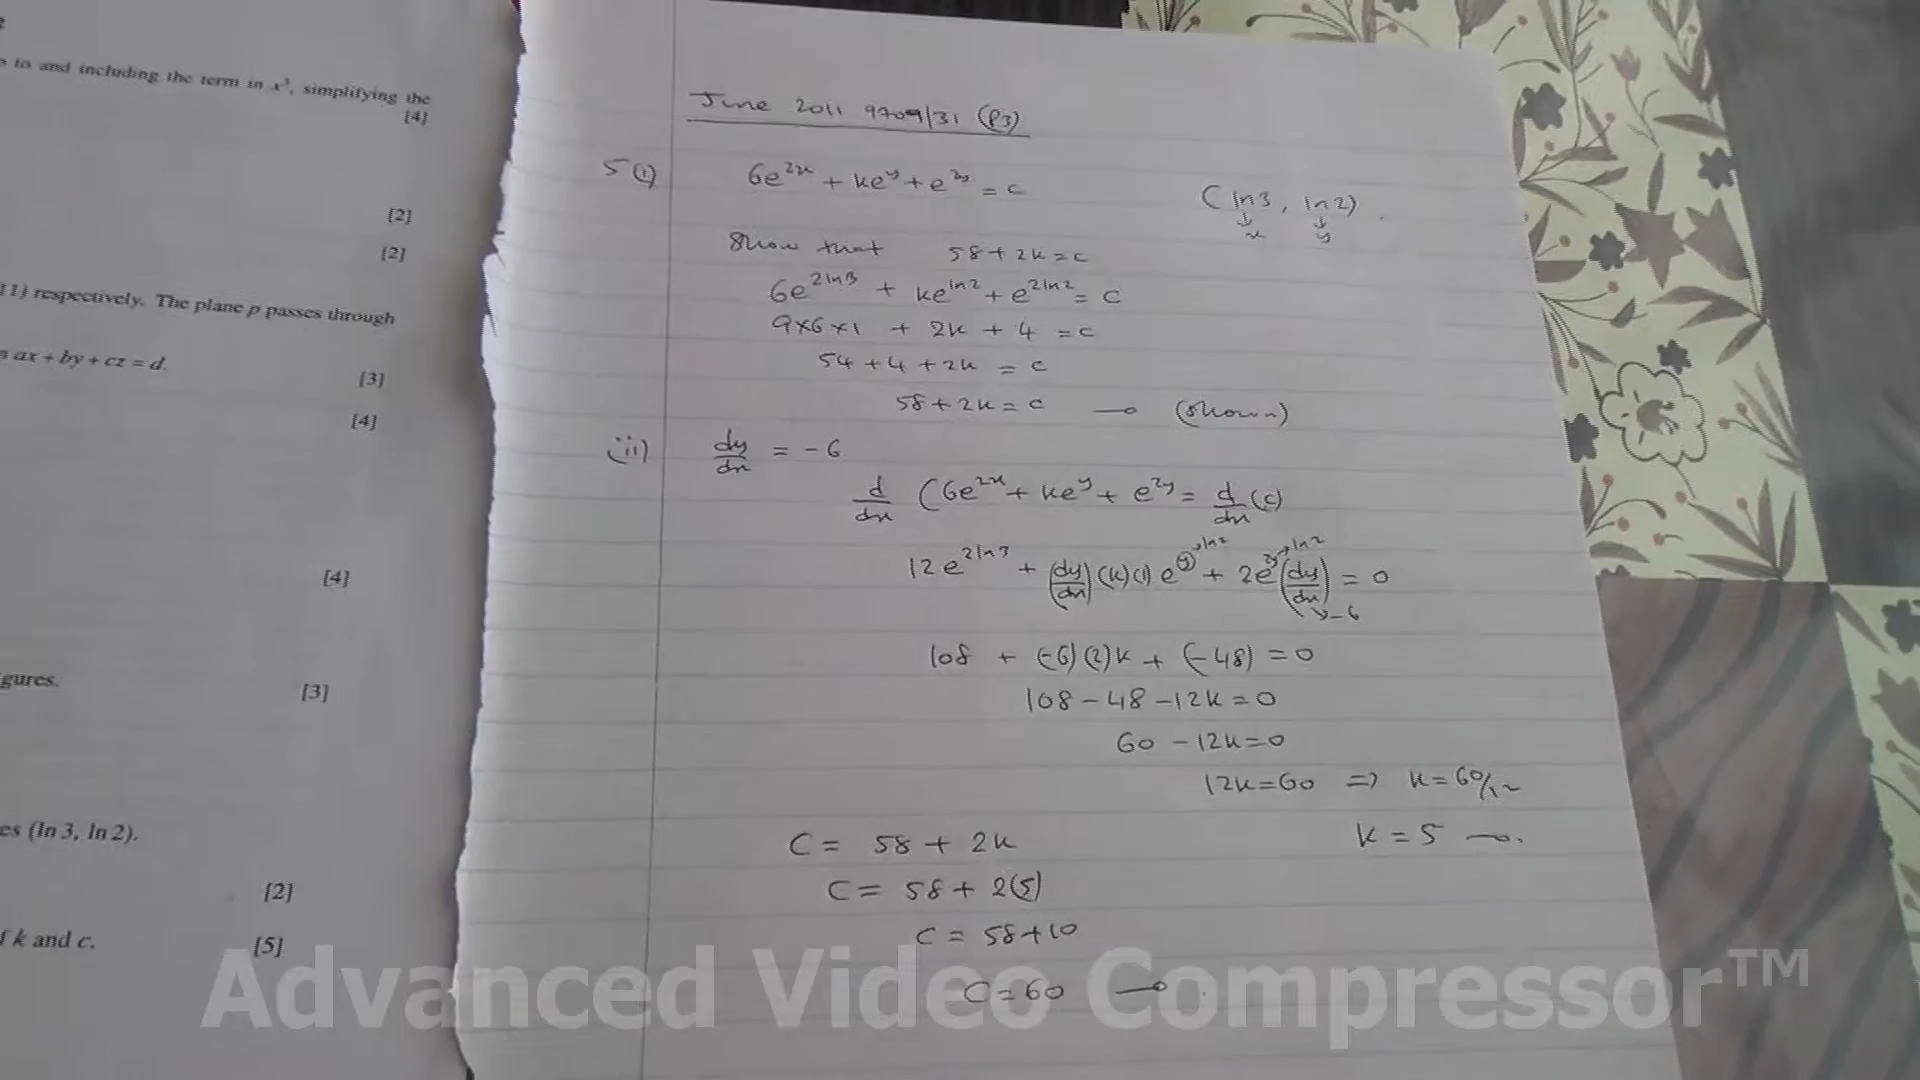 to and including the term in x³, simplifying the
[4]
[2]
[2]
11) respectively. The plane p passes through
ax + by + cz = d.
[3]
[4]
[4]
gures.
[3]
es (ln 3, ln 2).
[2]
f k and c.
[5]
June 2011 9709/31 (P3)
5(i) 6e^{2x} + ke^y + e^{2y} = c
(ln3, ln2)
x y
Show that 58 + 2k = c
6e^{2ln3} + ke^{ln2} + e^{2ln2} = c
9×6×1 + 2k + 4 = c
54 + 4 + 2k = c
58 + 2k = c (shown)
(ii) dy/dx = -6
d/dx (6e^{2x} + ke^y + e^{2y} = d/dx (c)
12e^{2ln3} + (dy/dx)(k)(1)e^{y→ln2} + 2e^{2y→ln2}(dy/dx) = 0
→-6
108 + (-6)(2)k + (-48) = 0
108 - 48 - 12k = 0
60 - 12k = 0
12k = 60 ⇒ k = 60/12
k = 5
C = 58 + 2k
C = 58 + 2(5)
C = 58 + 10
C = 60
Advanced Video Compressor™